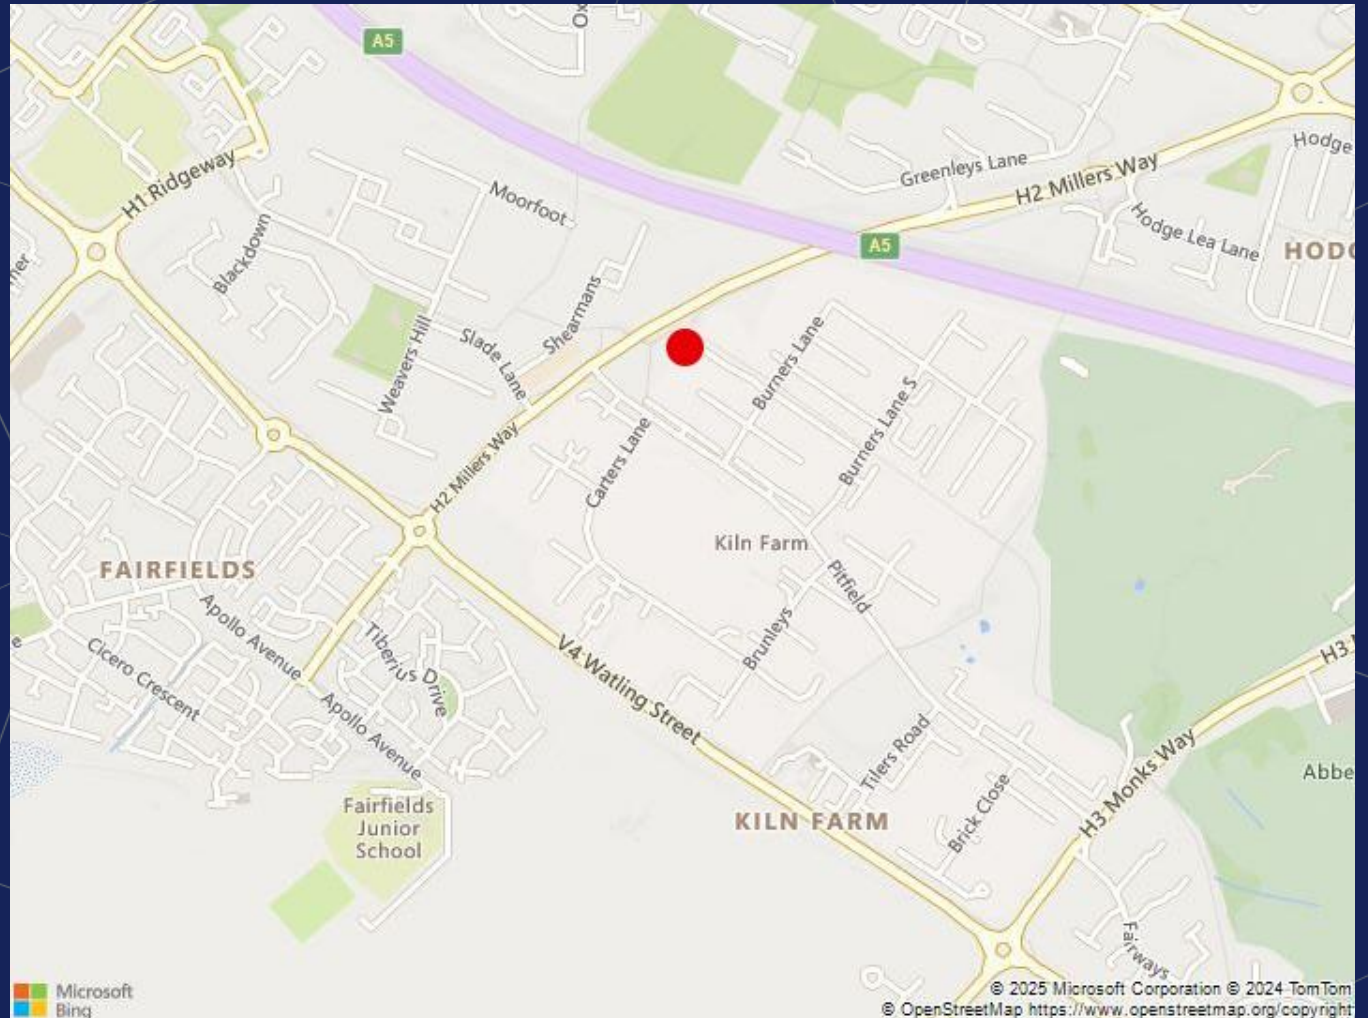 A5
Ox
Greenleys Lane
H2 Millers Way
Hodge
H1 Ridgeway
Moorfoot
Hodge Lea Lane
A5
HODG
Blackdown
Shearmans
Slade Lane
Weavers Hill
Burners Lane
Burners Lane S
Carters Lane
H2 Millers Way
Kiln Farm
FAIRFIELDS
Pitfield
Apollo Avenue
Tiberius Drive
Brunleys
Cicero Crescent
V4 Watling Street
H3
Apollo Avenue
Tilers Road
H3 Monks Way
Abbe
Fairfields
Junior
School
KILN FARM
Brick Close
Fairways
Microsoft
Bing
© 2025 Microsoft Corporation © 2024 TomTom
© OpenStreetMap https://www.openstreetmap.org/copyright